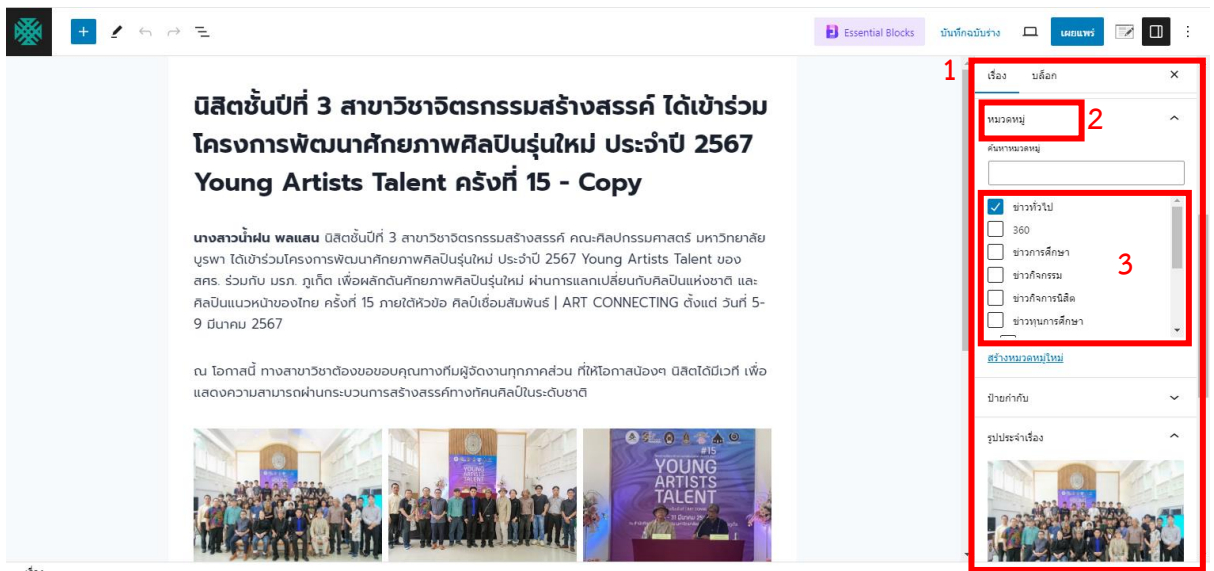 Essential Blocks
บันทึกฉบับร่าง
เผยแพร่
1
เรื่อง บล็อก
นิสิตชั้นปีที่ 3 สาขาวิชาจิตรกรรมสร้างสรรค์ ได้เข้าร่วม
โครงการพัฒนาศักยภาพศิลปินรุ่นใหม่ ประจำปี 2567
Young Artists Talent ครั้งที่ 15 - Copy
นางสาวน้ำฝน พลแสน นิสิตชั้นปีที่ 3 สาขาวิชาจิตรกรรมสร้างสรรค์ คณะศิลปกรรมศาสตร์ มหาวิทยาลัย
บูรพา ได้เข้าร่วมโครงการพัฒนาศักยภาพศิลปินรุ่นใหม่ ประจำปี 2567 Young Artists Talent ของ
สศร. ร่วมกับ มรภ. ภูเก็ต เพื่อผลักดันศักยภาพศิลปินรุ่นใหม่ ผ่านการแลกเปลี่ยนกับศิลปินแห่งชาติ และ
ศิลปินแนวหน้าของไทย ครั้งที่ 15 ภายใต้หัวข้อ ศิลป์เชื่อมสัมพันธ์ | ART CONNECTING ตั้งแต่ วันที่ 5-
9 มีนาคม 2567
ณ โอกาสนี้ ทางสาขาวิชาต้องขอขอบคุณทางทีมผู้จัดงานทุกภาคส่วน ที่ให้โอกาสน้องๆ นิสิตได้มีเวที เพื่อ
แสดงความสามารถผ่านกระบวนการสร้างสรรค์ทางทัศนศิลป์ในระดับชาติ
#15
YOUNG
ARTISTS
TALENT
หมวดหมู่
2
ค้นหาหมวดหมู่
ข่าวทั่วไป
360
ข่าวการศึกษา
ข่าวกิจกรรม
3
ข่าวกิจการนิสิต
ข่าวทุนการศึกษา
สร้างหมวดหมู่ใหม่
ป้ายกำกับ
รูปประจำเรื่อง